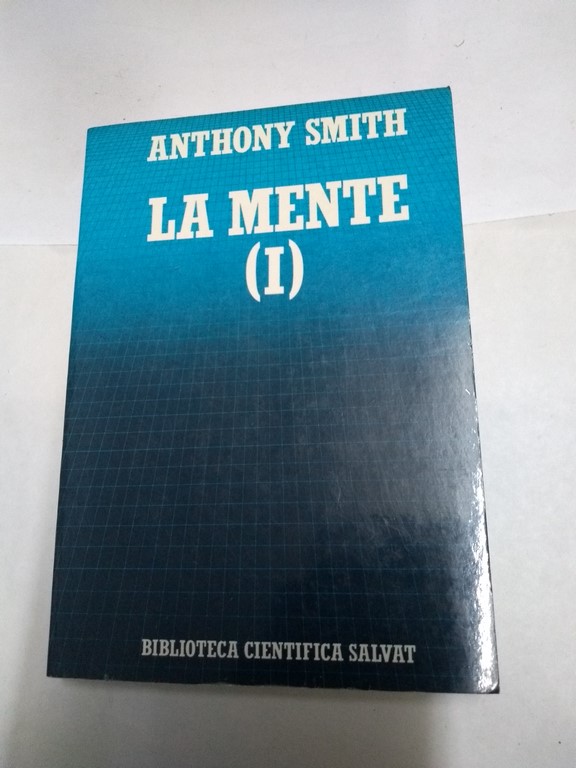 ANTHONY SMITH
LA MENTE
(I)
BIBLIOTECA CIENTIFICA SALVAT